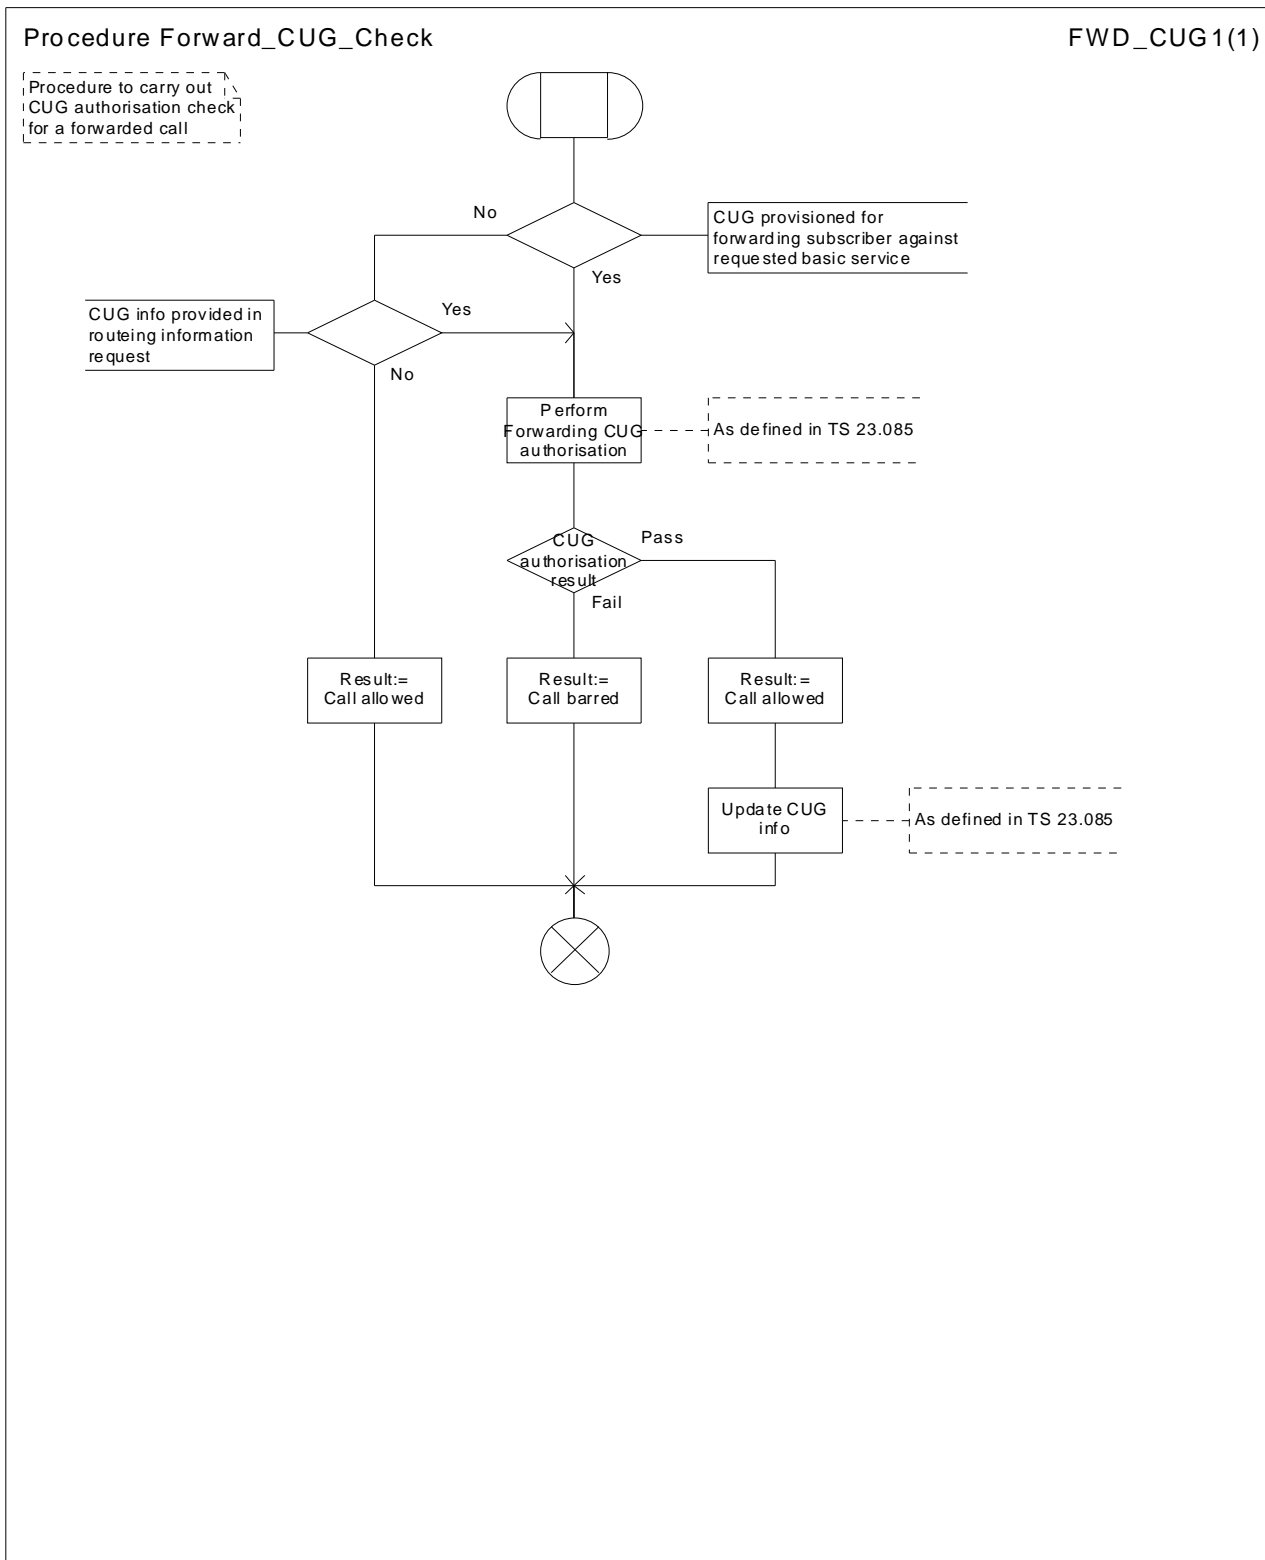 Procedure Forward_CUG_Check
FWD_CUG1(1)
Procedure to carry out
CUG authorisation check
for a forwarded call
No
CUG provisioned for
forwarding subscriber against
requested basic service
Yes
CUG info provided in
routeing information
request
Yes
No
Perform
Forwarding CUG
authorisation
As defined in TS 23.085
CUG
authorisation
result
Pass
Fail
Result:=
Call allowed
Result:=
Call barred
Result:=
Call allowed
Update CUG
info
As defined in TS 23.085